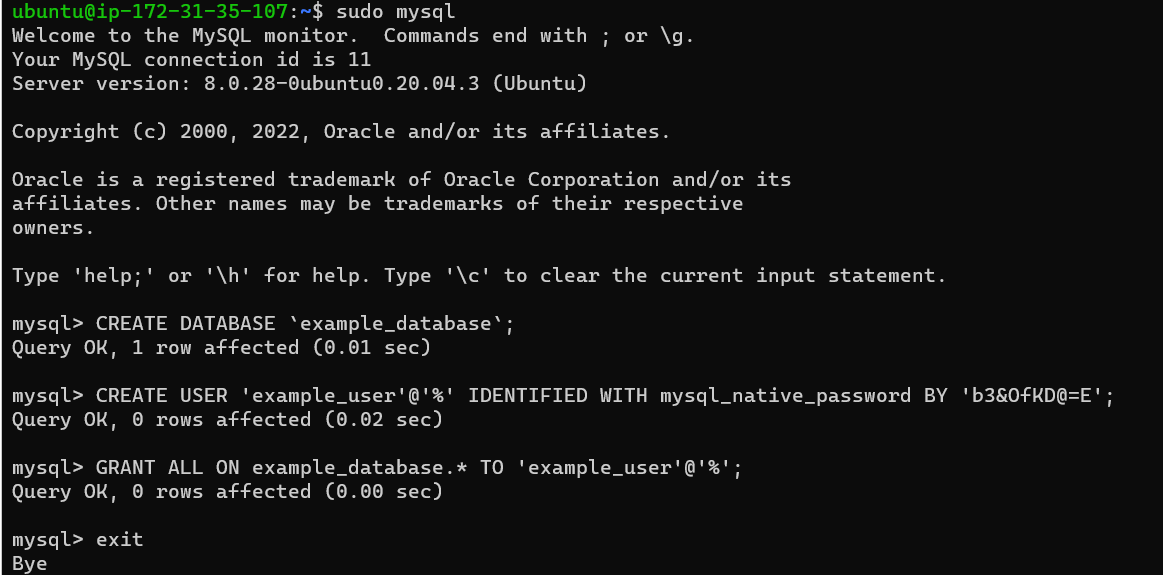 ubuntu@ip-172-31-35-107:~$ sudo mysql
Welcome to the MySQL monitor.  Commands end with ; or \g.
Your MySQL connection id is 11
Server version: 8.0.28-0ubuntu0.20.04.3 (Ubuntu)
Copyright (c) 2000, 2022, Oracle and/or its affiliates.
Oracle is a registered trademark of Oracle Corporation and/or its
affiliates. Other names may be trademarks of their respective
owners.
Type 'help;' or '\h' for help. Type '\c' to clear the current input statement.
mysql> CREATE DATABASE `example_database`;
Query OK, 1 row affected (0.01 sec)
mysql> CREATE USER 'example_user'@'%' IDENTIFIED WITH mysql_native_password BY 'b3&OfKD@=E';
Query OK, 0 rows affected (0.02 sec)
mysql> GRANT ALL ON example_database.* TO 'example_user'@'%';
Query OK, 0 rows affected (0.00 sec)
mysql> exit
Bye